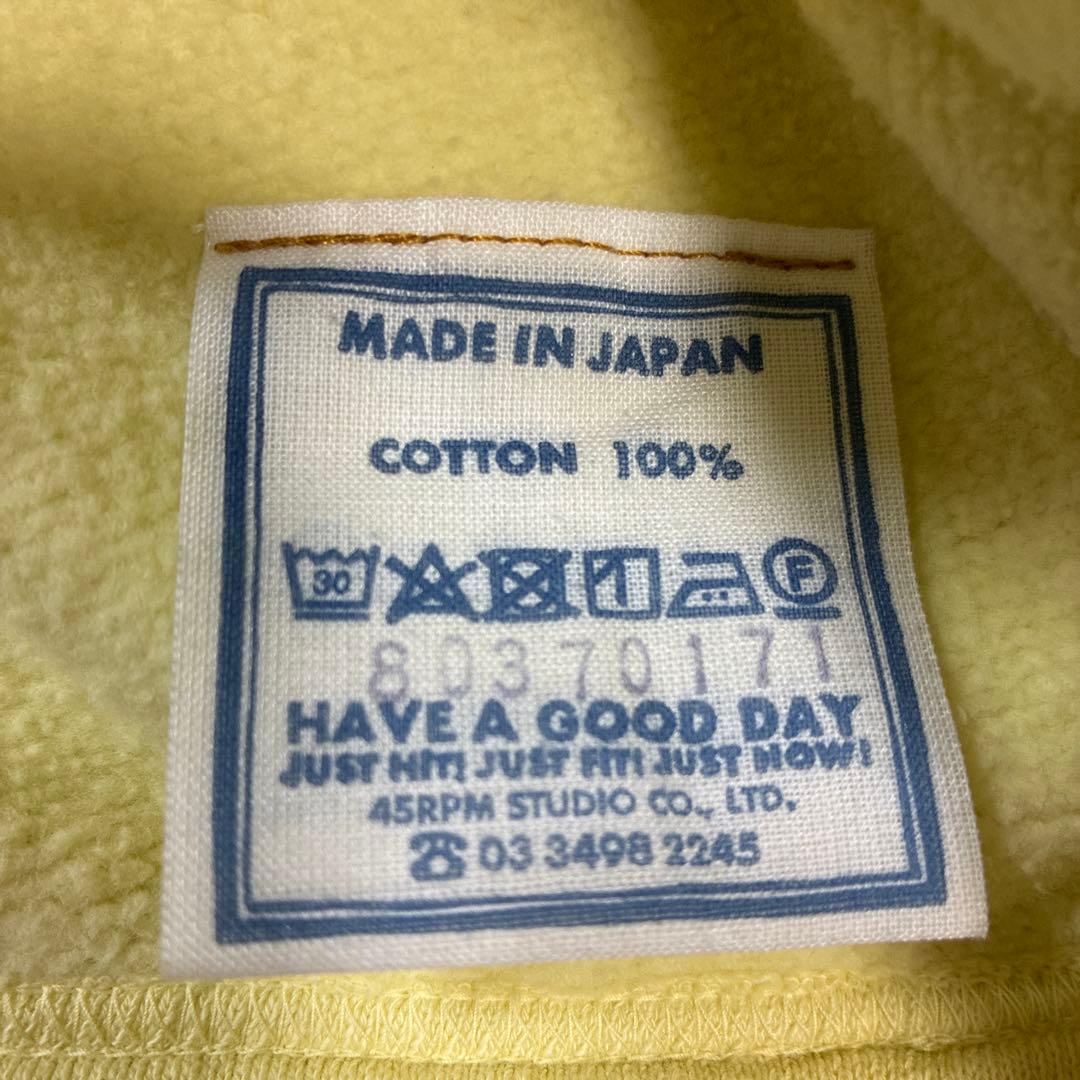 MADE IN JAPAN
COTTON 100%
30 F
80370171
HAVE A GOOD DAY
JUST HIT! JUST FIT! JUST NOW!
45RPM STUDIO CO., LTD.
☎ 03 3498 2245